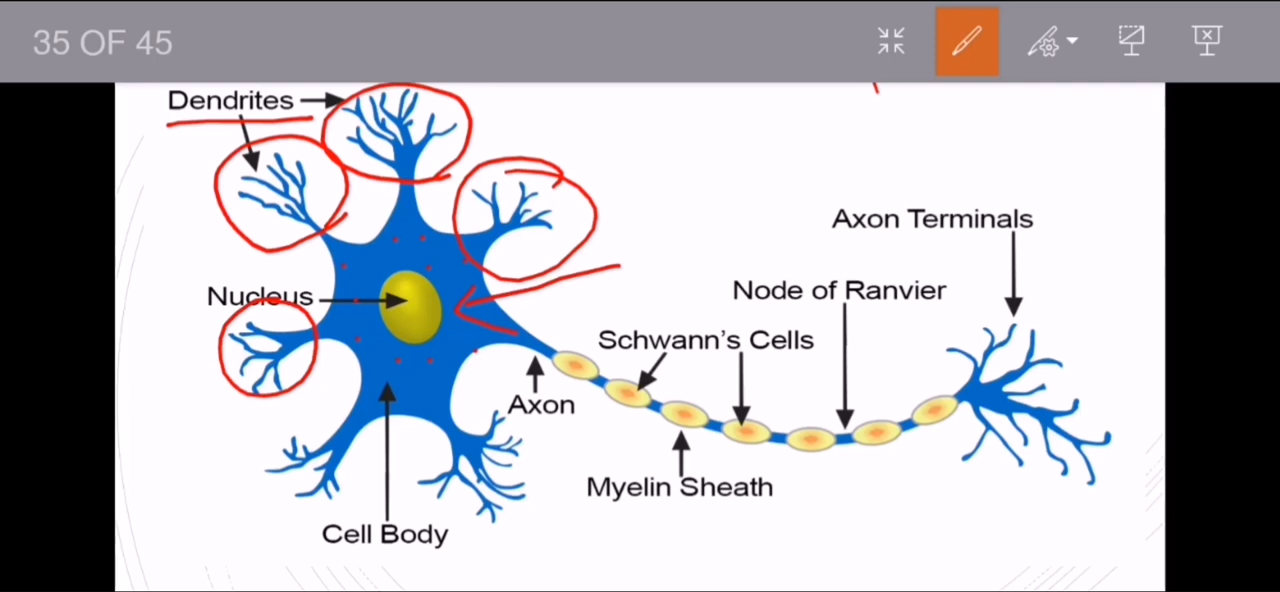 35 OF 45
Dendrites
Axon Terminals
Nucleus
Node of Ranvier
Schwann's Cells
Axon
Myelin Sheath
Cell Body